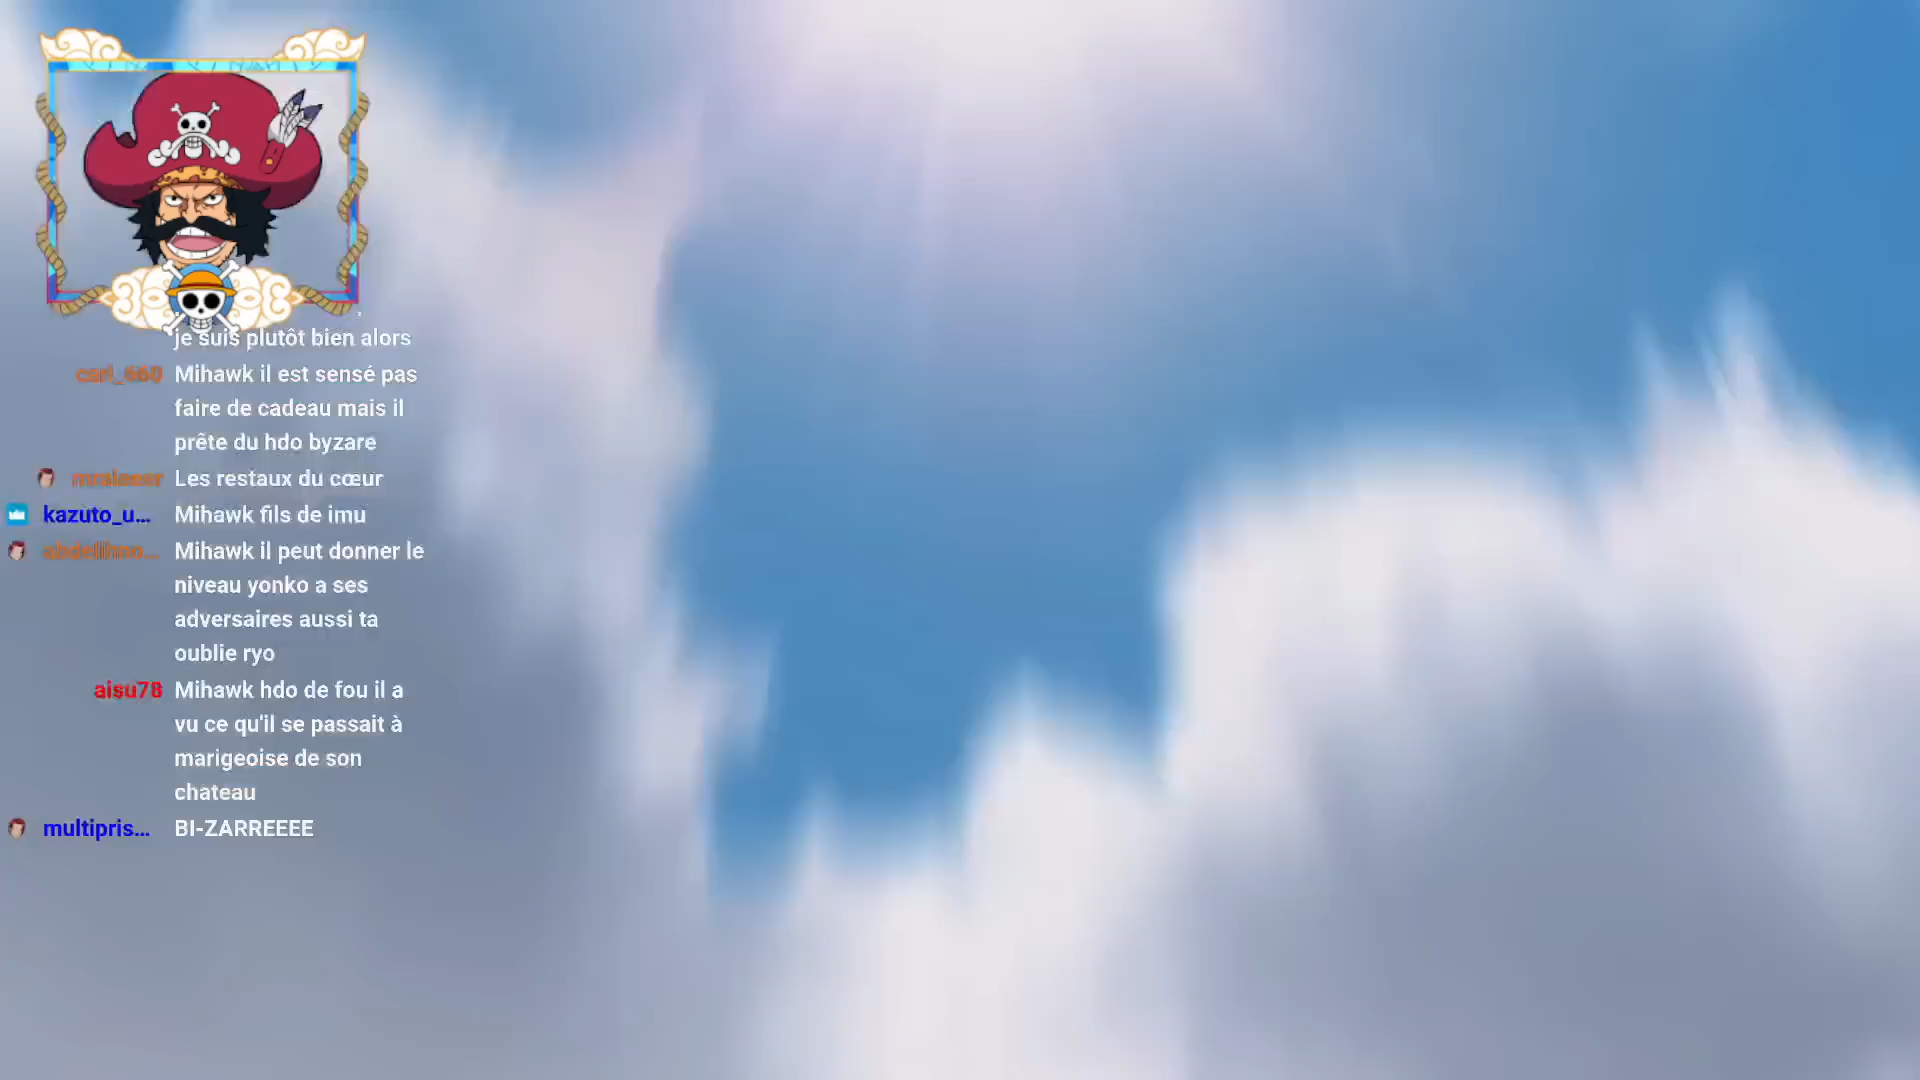 je suis plutôt bien alors
carl_660 Mihawk il est sensé pas
faire de cadeau mais il
prête du hdo byzare
Les restaux du cœur
kazuto_u... Mihawk fils de imu
Mihawk il peut donner le
niveau yonko a ses
adversaires aussi ta
oublie ryo
aisu78 Mihawk hdo de fou il a
vu ce qu'il se passait à
marigeoise de son
chateau
multipris... BI-ZARREEEE